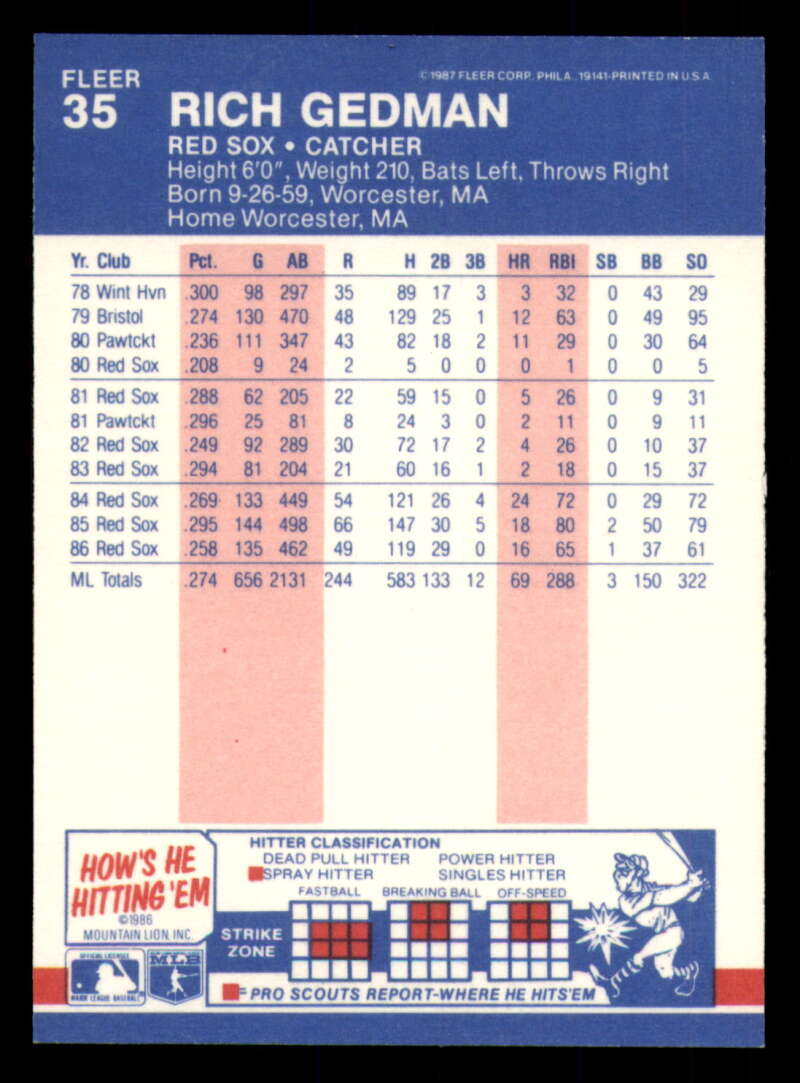 FLEER
© 1987 FLEER CORP. PHILA., 19141-PRINTED IN U.S.A.
35 RICH GEDMAN
RED SOX • CATCHER
Height 6'0", Weight 210, Bats Left, Throws Right
Born 9-26-59, Worcester, MA
Home Worcester, MA
Yr. Club Pct. G AB R H 2B 3B HR RBI SB BB SO
78 Wint Hvn .300 98 297 35 89 17 3 3 32 0 43 29
79 Bristol .274 130 470 48 129 25 1 12 63 0 49 95
80 Pawtckt .236 111 347 43 82 18 2 11 29 0 30 64
80 Red Sox .208 9 24 2 5 0 0 0 1 0 0 5
81 Red Sox .288 62 205 22 59 15 0 5 26 0 9 31
81 Pawtckt .296 25 81 8 24 3 0 2 11 0 9 11
82 Red Sox .249 92 289 30 72 17 2 4 26 0 10 37
83 Red Sox .294 81 204 21 60 16 1 2 18 0 15 37
84 Red Sox .269 133 449 54 121 26 4 24 72 0 29 72
85 Red Sox .295 144 498 66 147 30 5 18 80 2 50 79
86 Red Sox .258 135 462 49 119 29 0 16 65 1 37 61
ML Totals .274 656 2131 244 583 133 12 69 288 3 150 322
HOW'S HE
HITTING 'EM
©1986
MOUNTAIN LION, INC.
OFFICIAL LICENSEE
MAJOR LEAGUE BASEBALL
MLB
HITTER CLASSIFICATION
DEAD PULL HITTER POWER HITTER
SPRAY HITTER SINGLES HITTER
FASTBALL BREAKING BALL OFF-SPEED
STRIKE
ZONE
= PRO SCOUTS REPORT-WHERE HE HITS'EM